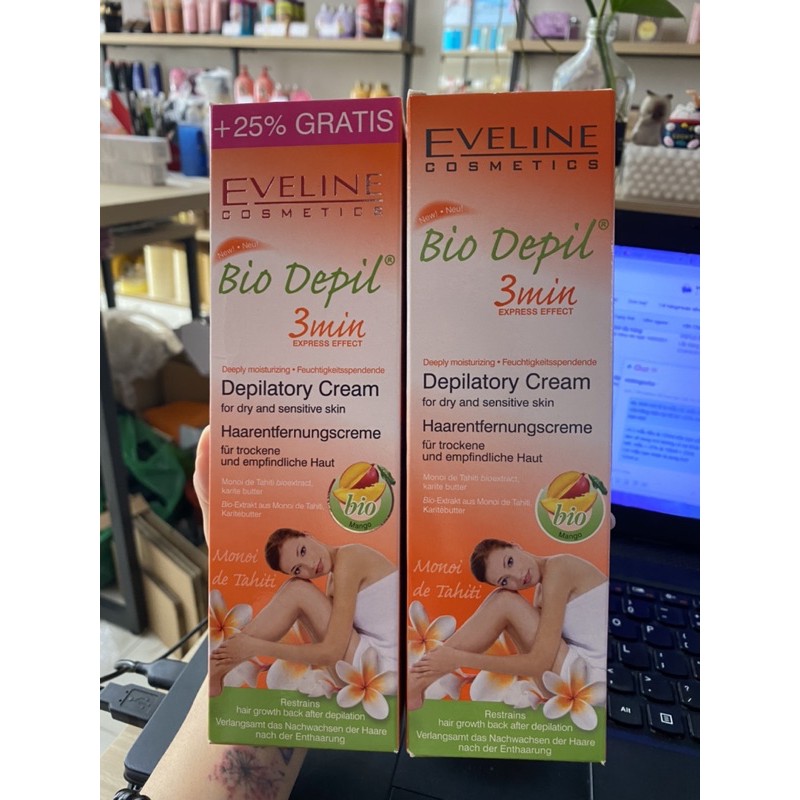 +25% GRATIS
EVELINE
COSMETICS
New! • Neu!
Bio Depil®
3min
EXPRESS EFFECT
Deeply moisturizing • Feuchtigkeitsspendende
Depilatory Cream
for dry and sensitive skin
Haarentfernungscreme
für trockene
und empfindliche Haut
Monoi de Tahiti bioextract,
karite butter
Bio-Extrakt aus Monoi de Tahiti,
Karitébutter
bio
Mango
Monoi
de Tahiti
Restrains
hair growth back after depilation
Verlangsamt das Nachwachsen der Haare
nach der Enthaarung
EVELINE
COSMETICS
New! • Neu!
Bio Depil®
3min
EXPRESS EFFECT
Deeply moisturizing • Feuchtigkeitsspendende
Depilatory Cream
for dry and sensitive skin
Haarentfernungscreme
für trockene
und empfindliche Haut
Monoi de Tahiti bioextract,
karite butter
Bio-Extrakt aus Monoi de Tahiti,
Karitébutter
bio
Mango
Monoi
de Tahiti
Restrains
hair growth back after depilation
Verlangsamt das Nachwachsen der Haare
nach der Enthaarung
Alt